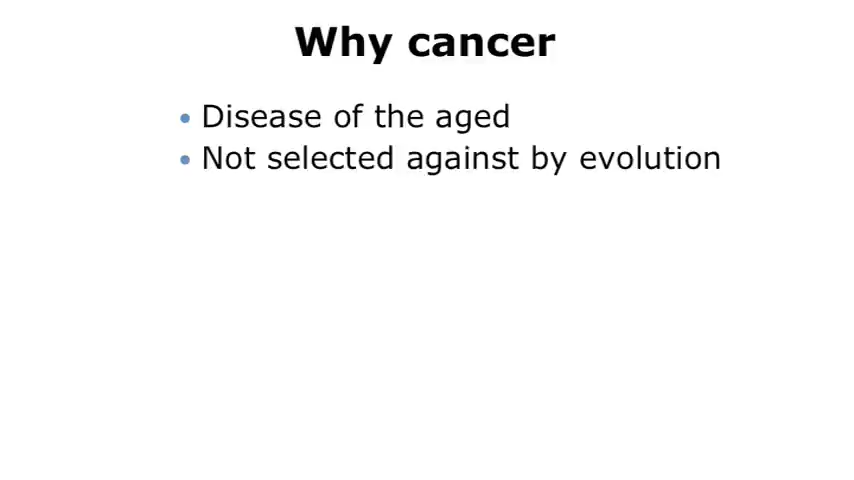 Why cancer
• Disease of the aged
• Not selected against by evolution